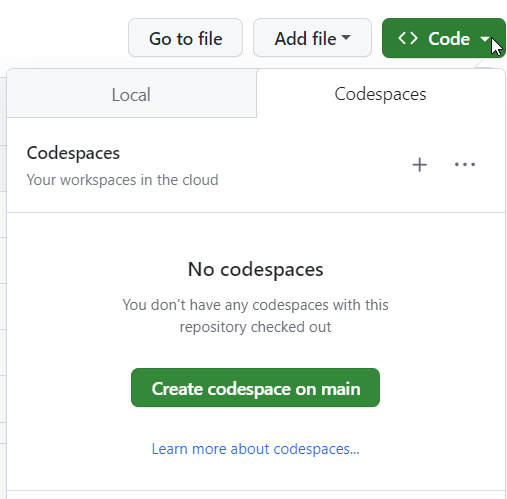 Go to file Add file <> Code
Local Codespaces
Codespaces
Your workspaces in the cloud
No codespaces
You don't have any codespaces with this
repository checked out
Create codespace on main
Learn more about codespaces...